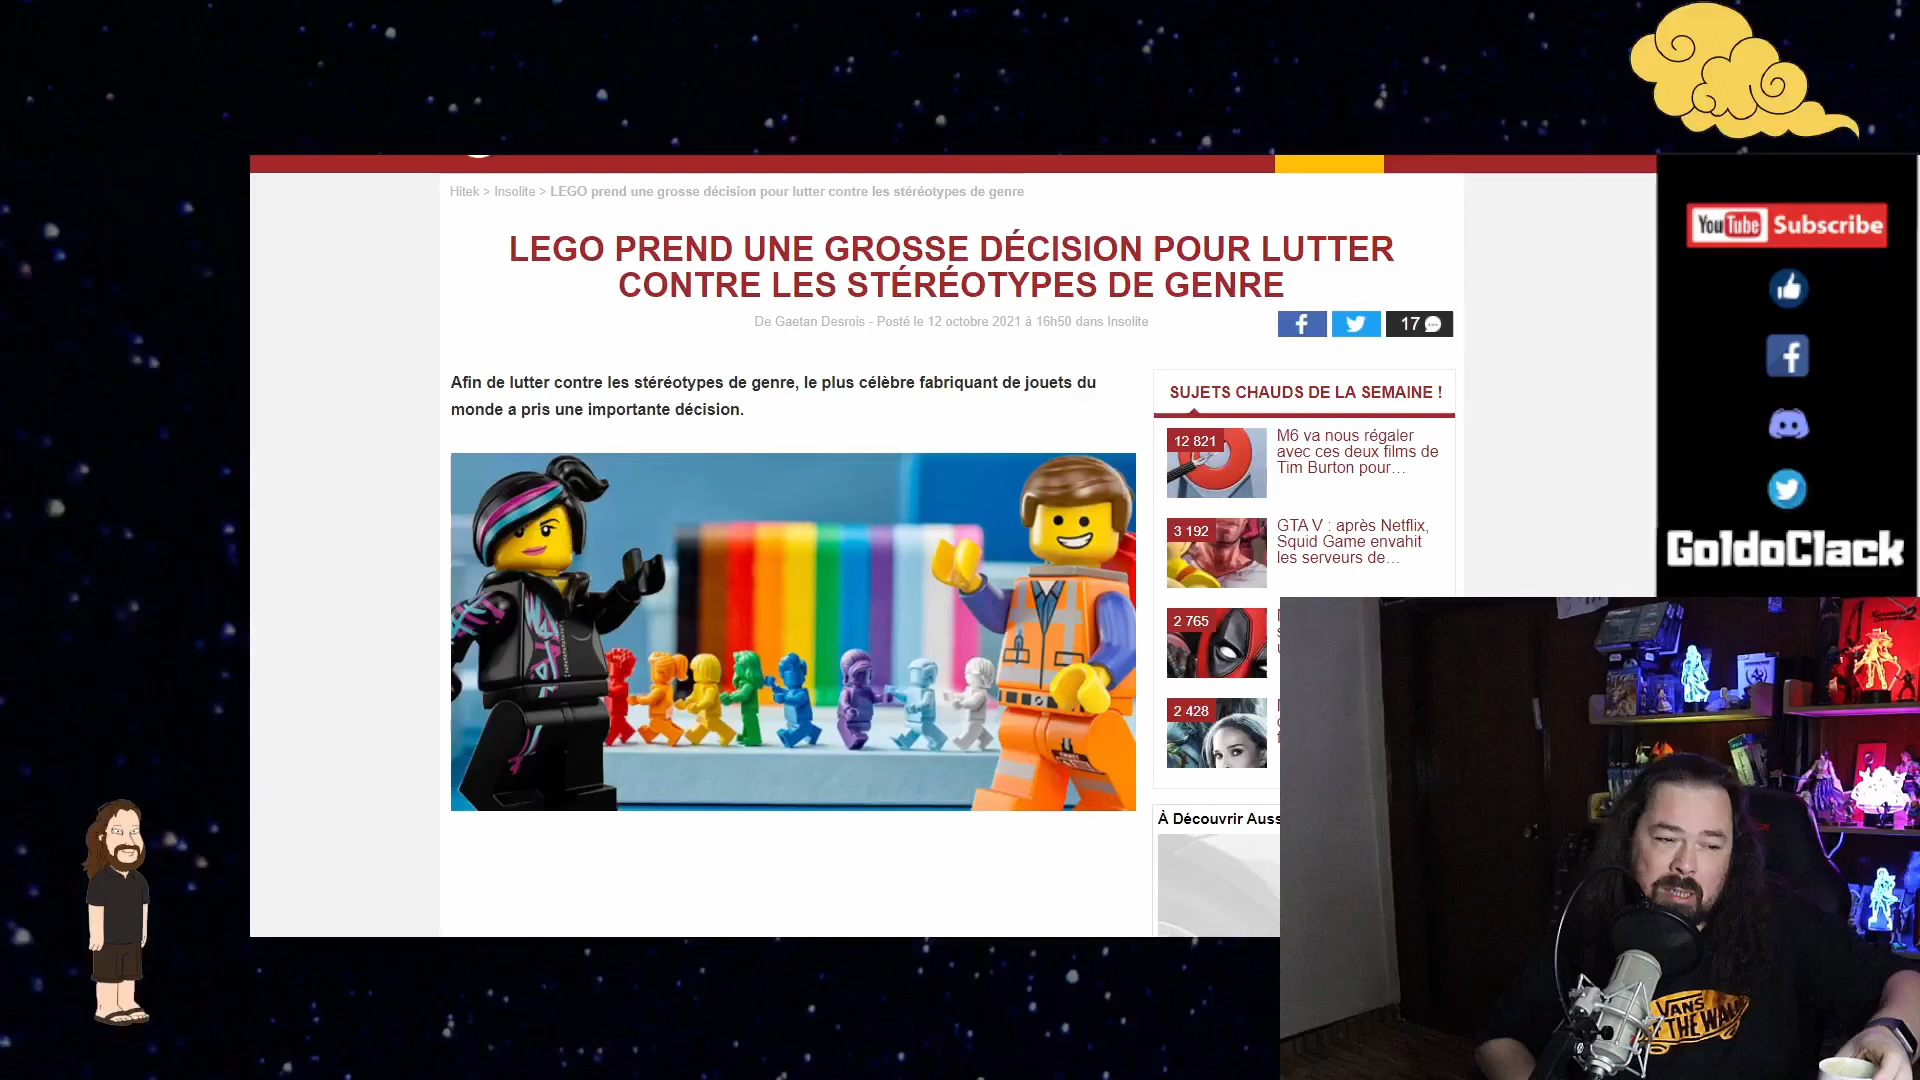 Hitek > Insolite > LEGO prend une grosse décision pour lutter contre les stéréotypes de genre
LEGO PREND UNE GROSSE DÉCISION POUR LUTTER
CONTRE LES STÉRÉOTYPES DE GENRE
De Gaetan Desrois - Posté le 12 octobre 2021 à 16h50 dans Insolite
17
Afin de lutter contre les stéréotypes de genre, le plus célèbre fabriquant de jouets du
monde a pris une importante décision.
SUJETS CHAUDS DE LA SEMAINE !
12 821
M6 va nous régaler
avec ces deux films de
Tim Burton pour...
3 192
GTA V : après Netflix,
Squid Game envahit
les serveurs de...
2 765
2 428
À Découvrir Auss
YouTube Subscribe
GoldoClack
VANS
THE WA